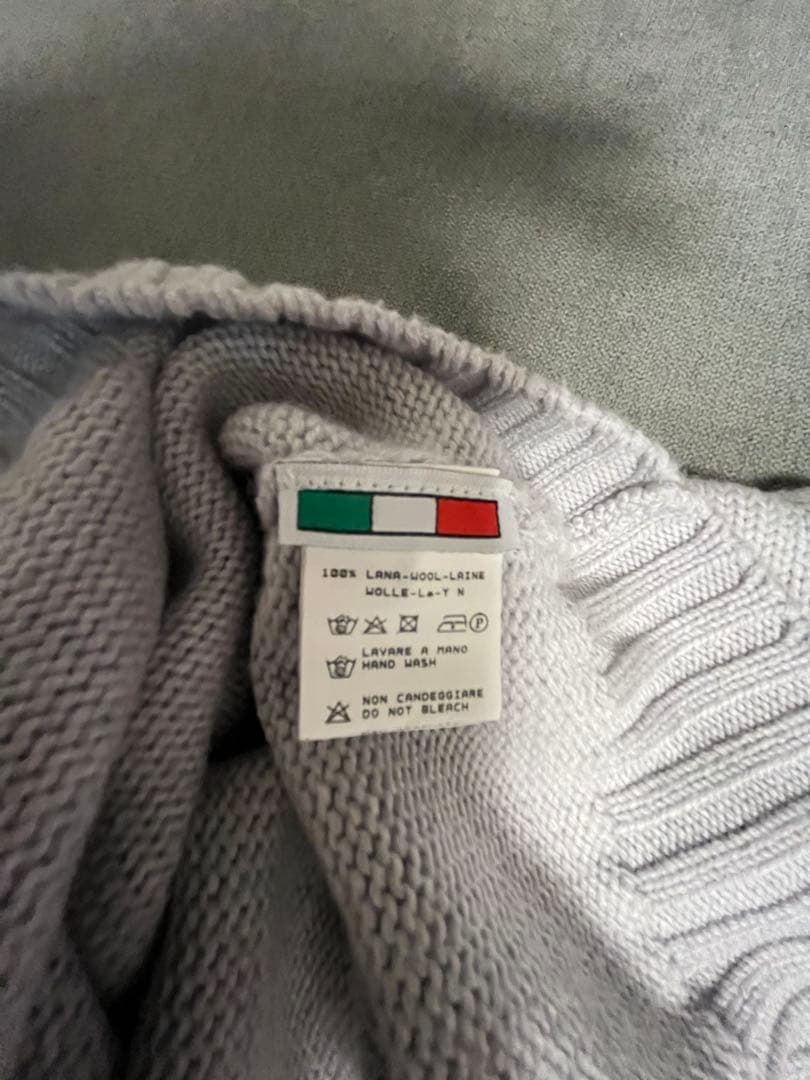 100% LANA-WOOL-LAINE
WOLLE-La-Y N
P
LAVARE A MANO
HAND WASH
NON CANDEGGIARE
DO NOT BLEACH